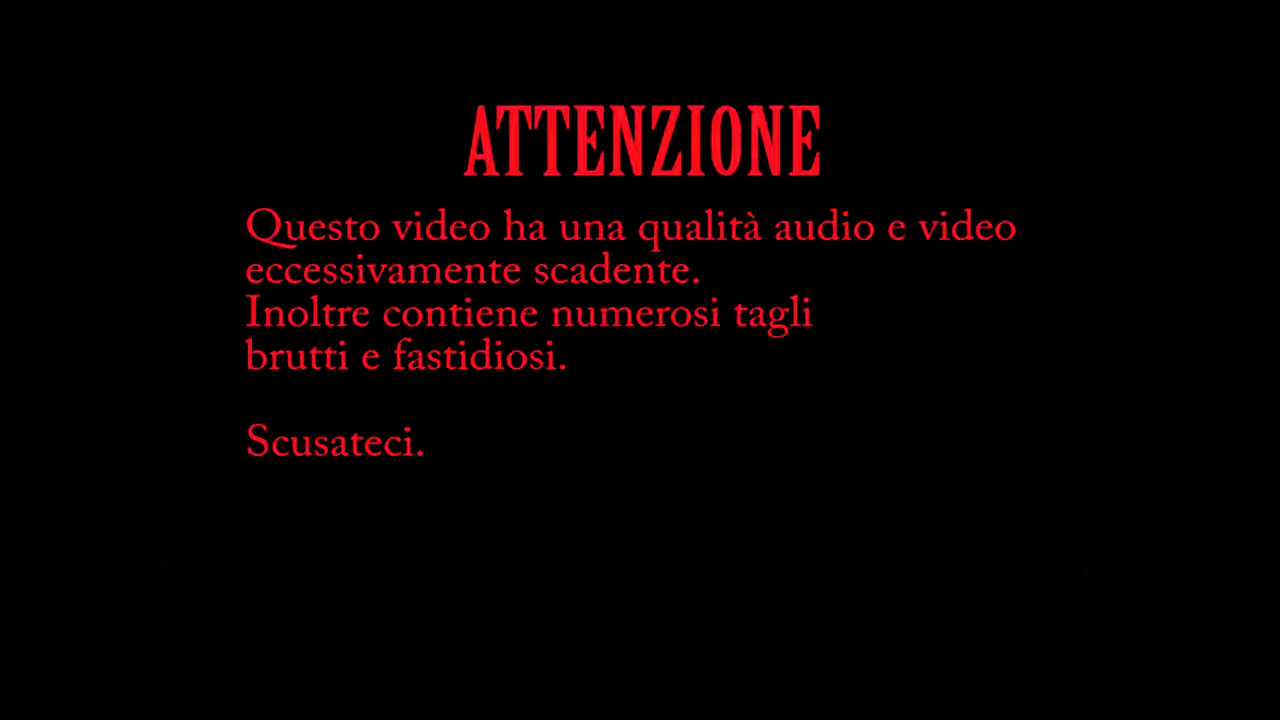 ATTENZIONE
Questo video ha una qualità audio e video
eccessivamente scadente.
Inoltre contiene numerosi tagli
brutti e fastidiosi.
Scusateci.